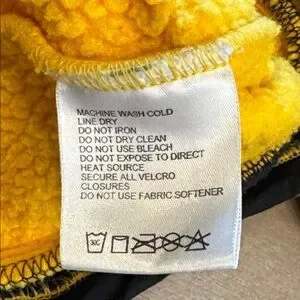 MACHINE WASH COLD
LINE DRY
DO NOT IRON
DO NOT DRY CLEAN
DO NOT USE BLEACH
DO NOT EXPOSE TO DIRECT
HEAT SOURCE
SECURE ALL VELCRO
CLOSURES
DO NOT USE FABRIC SOFTENER
30C